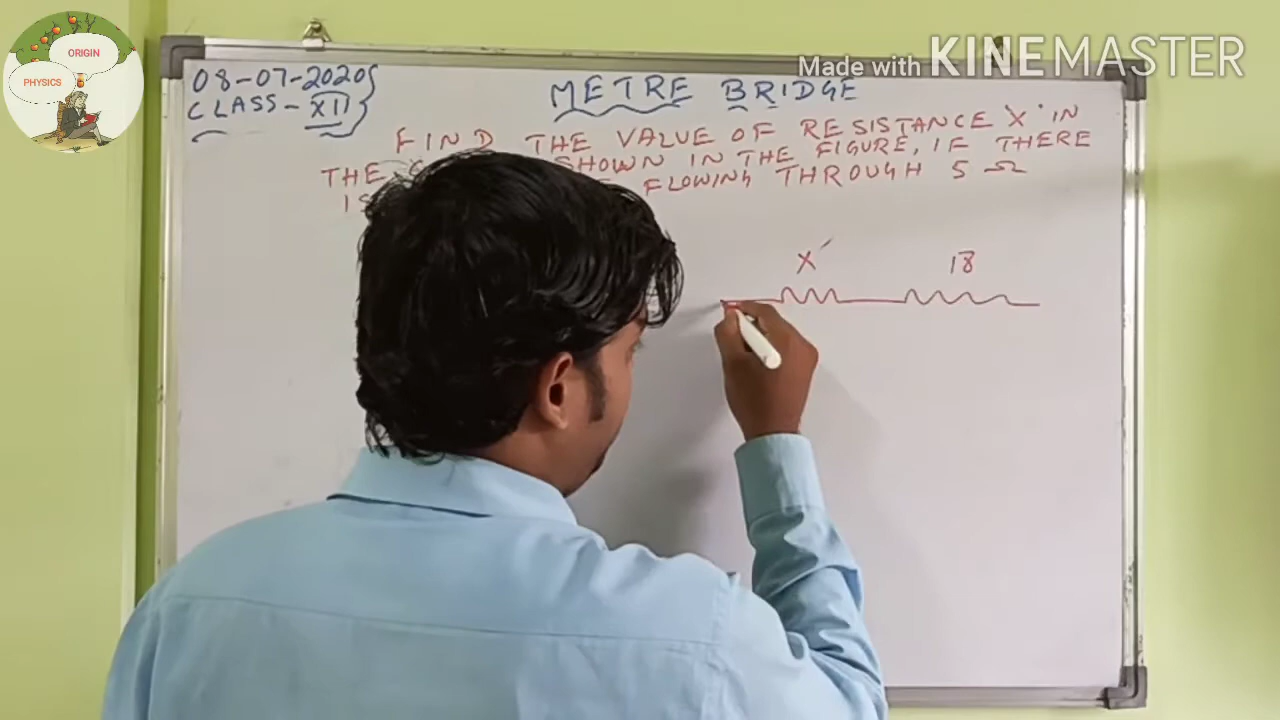 ORIGIN
PHYSICS
Made with KINEMASTER
08-07-2020
CLASS-XII
METRE BRIDGE
FIND THE VALUE OF RESISTANCE X' IN
THE SHOWN IN THE FIGURE, IF THERE
IS FLOWING THROUGH 5 Ω
X' 18